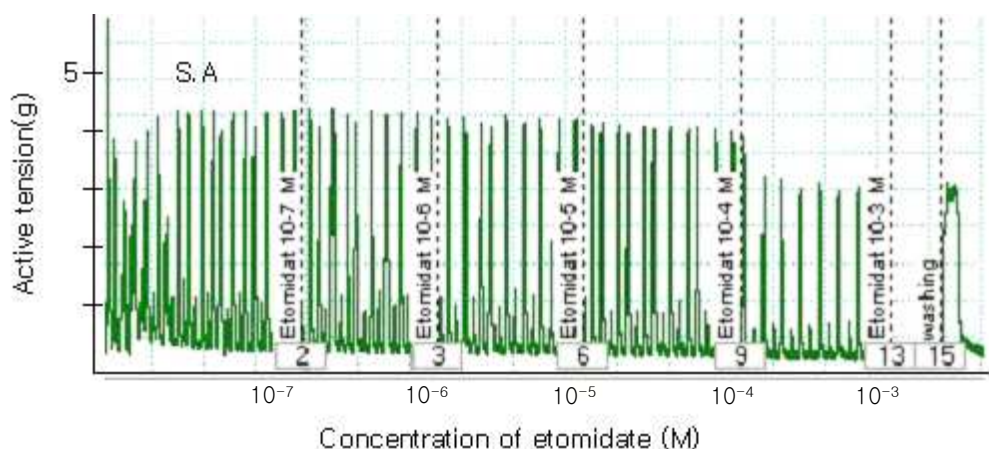 Active tension(g)
5
S.A
Etomidat 10-7 M
Etomidat 10-6 M
Etomidat 10-5 M
Etomidat 10-4 M
Etomidat 10-3 M
washing
2 3 6 9 13 15
10⁻⁷ 10⁻⁶ 10⁻⁵ 10⁻⁴ 10⁻³
Concentration of etomidate (M)